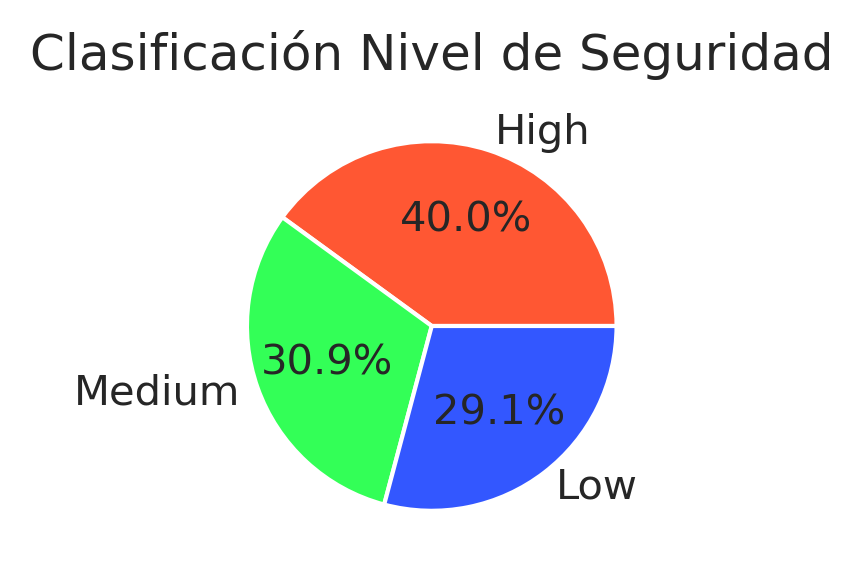 Clasificación Nivel de Seguridad
High
40.0%
30.9%
Medium
29.1%
Low